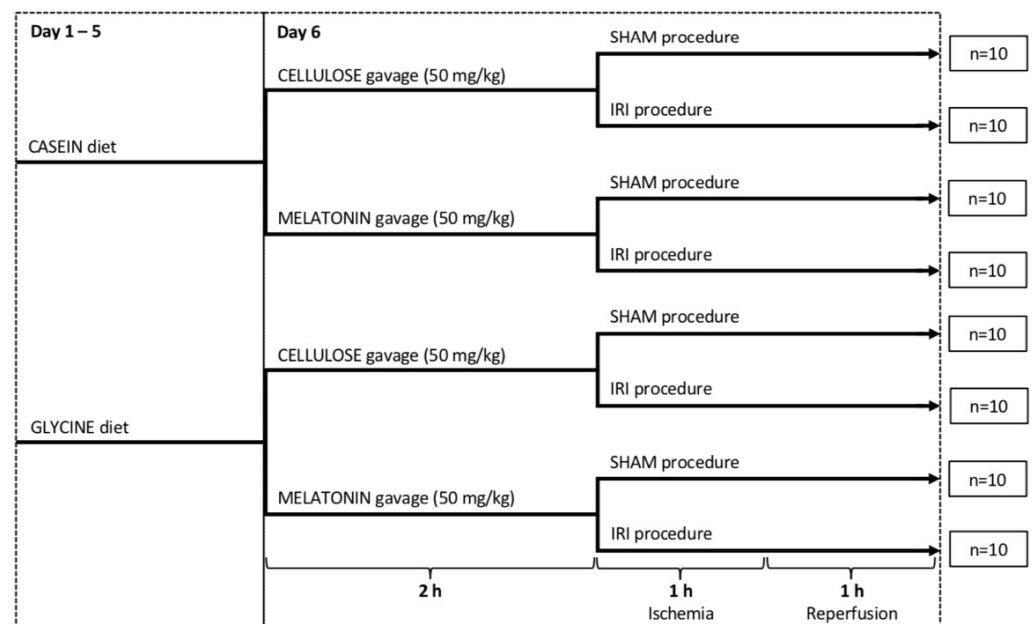 Day 1 – 5
Day 6
SHAM procedure
n=10
CELLULOSE gavage (50 mg/kg)
IRI procedure
n=10
CASEIN diet
SHAM procedure
n=10
MELATONIN gavage (50 mg/kg)
IRI procedure
n=10
SHAM procedure
n=10
CELLULOSE gavage (50 mg/kg)
IRI procedure
n=10
GLYCINE diet
SHAM procedure
n=10
MELATONIN gavage (50 mg/kg)
IRI procedure
n=10
2 h
1 h
Ischemia
1 h
Reperfusion